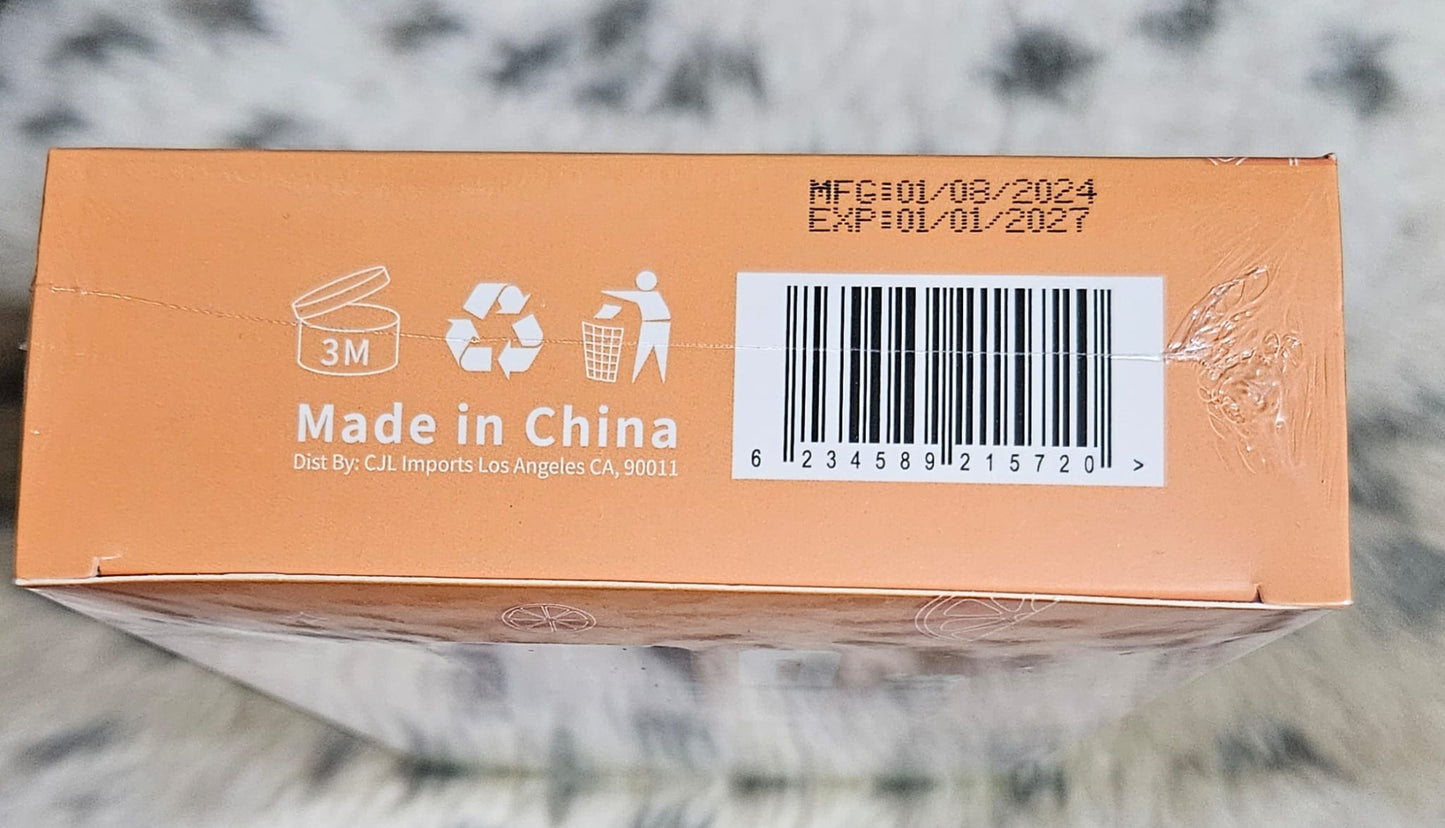 MFG:01/08/2024
EXP:01/01/2027
3M
Made in China
Dist By: CJL Imports Los Angeles CA, 90011
6 234589 215720 >